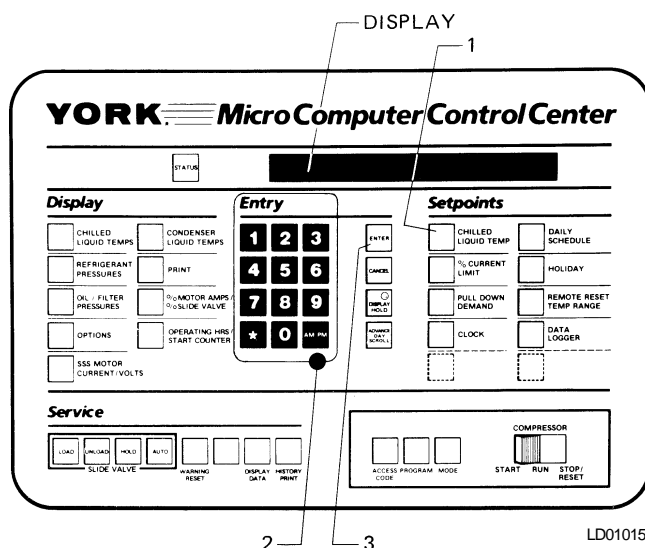 DISPLAY
1
YORK. Micro Computer Control Center
STATUS
Display
CHILLED
LIQUID TEMPS
CONDENSER
LIQUID TEMPS
REFRIGERANT
PRESSURES
PRINT
OIL / FILTER
PRESSURES
% MOTOR AMPS /
% SLIDE VALVE
OPTIONS
OPERATING HRS/
START COUNTER
SSS MOTOR
CURRENT/VOLTS
Entry
1 2 3
4 5 6
7 8 9
* 0 AM PM
ENTER
CANCEL
DISPLAY
HOLD
ADVANCE
DAY
SCROLL
Setpoints
CHILLED
LIQUID TEMP
DAILY
SCHEDULE
% CURRENT
LIMIT
HOLIDAY
PULL DOWN
DEMAND
REMOTE RESET
TEMP RANGE
CLOCK
DATA
LOGGER
Service
LOAD UNLOAD HOLD AUTO
SLIDE VALVE
WARNING
RESET
DISPLAY
DATA
HISTORY
PRINT
ACCESS
CODE
PROGRAM
MODE
COMPRESSOR
START RUN STOP/
RESET
2
3
LD01015